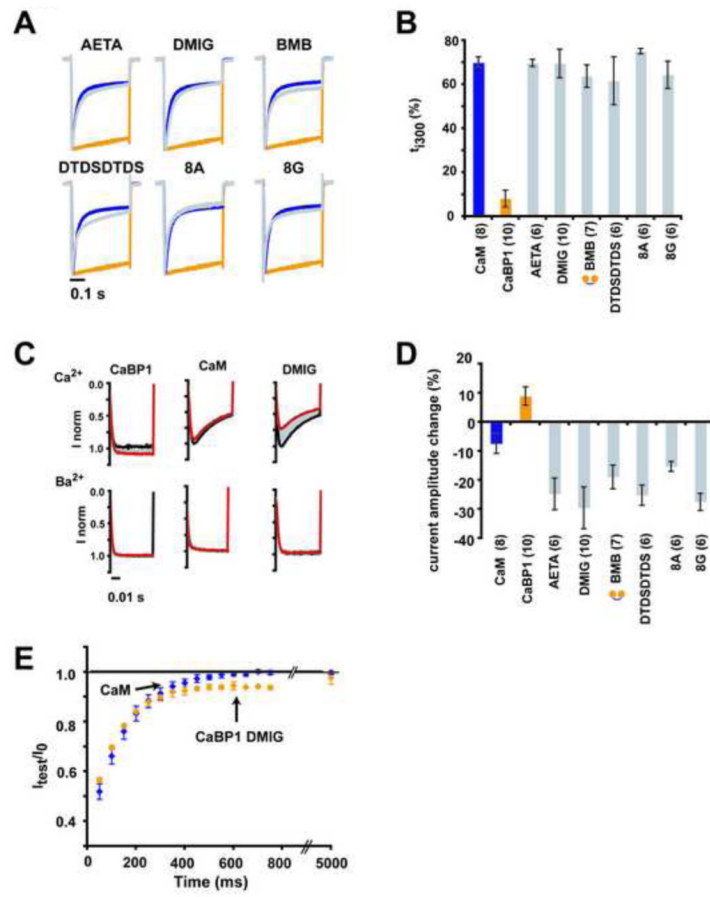 A
AETA DMIG BMB
DTDSDTDS 8A 8G
0.1 s
B
t i300 (%)
80
60
40
20
0
CaM (8)
CaBP1 (10)
AETA (6)
DMIG (10)
BMB (7)
DTDSDTDS (6)
8A (6)
8G (6)
C
CaBP1 CaM DMIG
Ca2+
I norm
0.0
0.5
1.0
Ba2+
I norm
0.0
0.5
1.0
0.01 s
D
current amplitude change (%)
20
10
0
-10
-20
-30
-40
CaM (8)
CaBP1 (10)
AETA (6)
DMIG (10)
BMB (7)
DTDSDTDS (6)
8A (6)
8G (6)
E
Itest/I0
1.0
0.8
0.6
0.4
CaM
CaBP1 DMIG
0 200 400 600 800 5000
Time (ms)